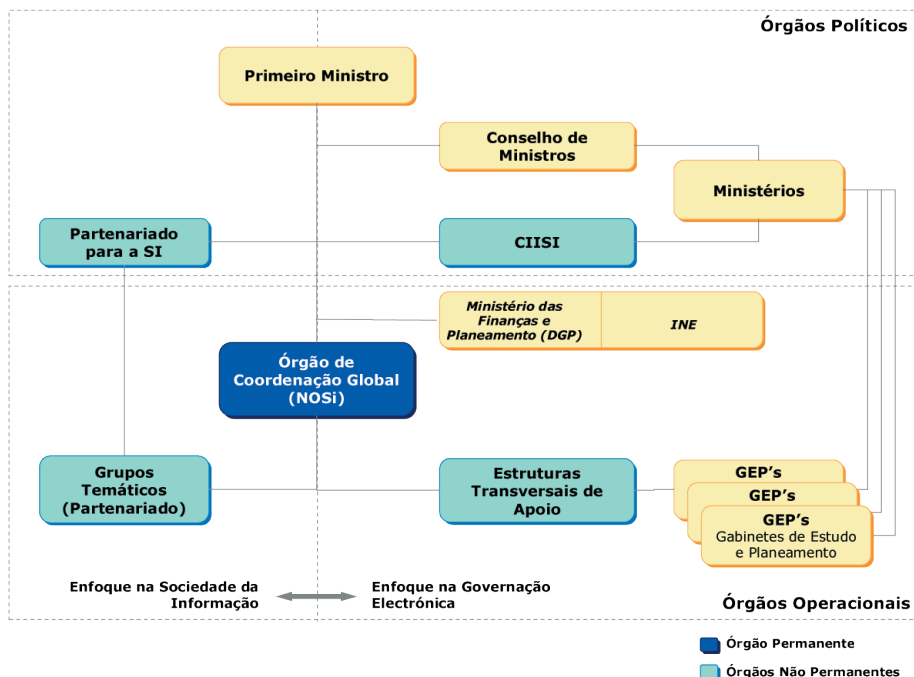 Órgãos Políticos
Primeiro Ministro
Conselho de
Ministros
Ministérios
Partenariado
para a SI
CIISI
Ministério das
Finanças e
Planeamento (DGP)
INE
Órgão de
Coordenação Global
(NOSi)
Grupos
Temáticos
(Partenariado)
Estruturas
Transversais de
Apoio
GEP's
GEP's
GEP's
Gabinetes de Estudo
e Planeamento
Enfoque na Sociedade da
Informação
Enfoque na Governação
Electrónica
Órgãos Operacionais
Órgão Permanente
Órgãos Não Permanentes